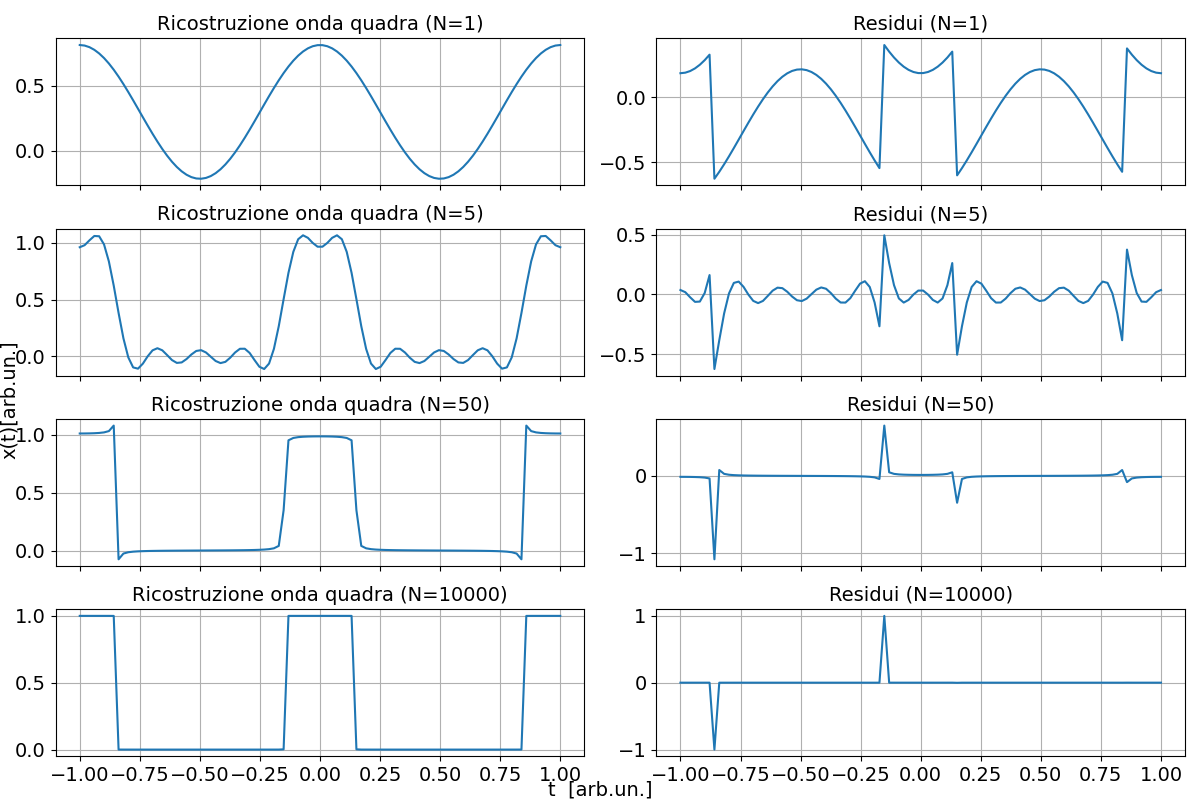 Ricostruzione onda quadra (N=1)
0.5
0.0
Residui (N=1)
0.0
−0.5
Ricostruzione onda quadra (N=5)
1.0
0.5
0.0
Residui (N=5)
0.5
0.0
−0.5
x(t)[arb.un.]
Ricostruzione onda quadra (N=50)
1.0
0.5
0.0
Residui (N=50)
0
−1
Ricostruzione onda quadra (N=10000)
1.0
0.5
0.0
−1.00 −0.75 −0.50 −0.25 0.00 0.25 0.50 0.75 1.00
Residui (N=10000)
1
0
−1
−1.00 −0.75 −0.50 −0.25 0.00 0.25 0.50 0.75 1.00
t [arb.un.]